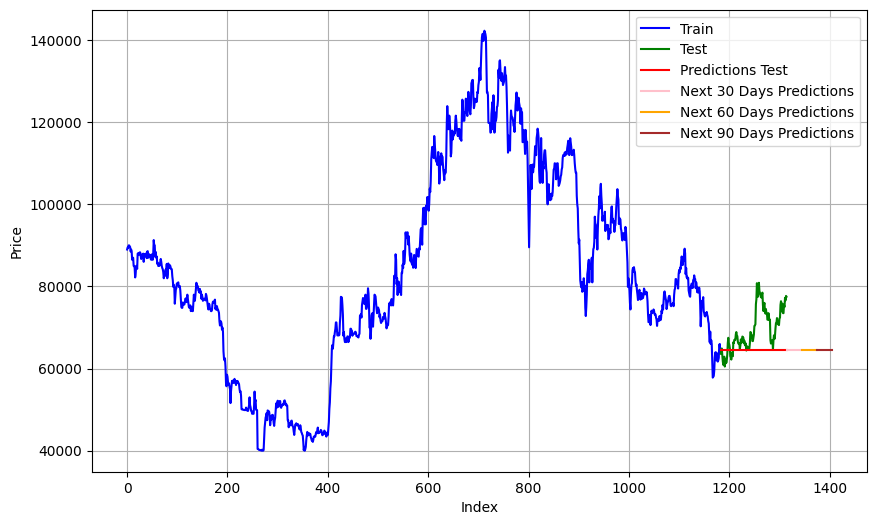 140000
120000
100000
80000
60000
40000
Price
0
200
400
600
800
1000
1200
1400
Index
Train
Test
Predictions Test
Next 30 Days Predictions
Next 60 Days Predictions
Next 90 Days Predictions